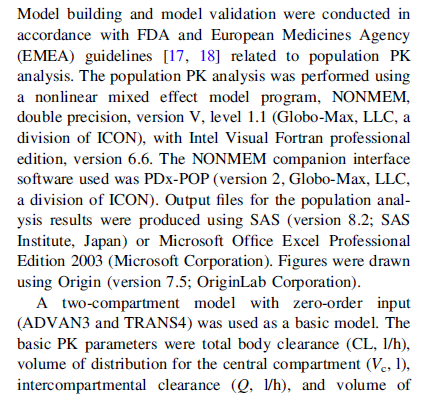 Model building and model validation were conducted in
accordance with FDA and European Medicines Agency
(EMEA) guidelines [17, 18] related to population PK
analysis. The population PK analysis was performed using
a nonlinear mixed effect model program, NONMEM,
double precision, version V, level 1.1 (Globo-Max, LLC, a
division of ICON), with Intel Visual Fortran professional
edition, version 6.6. The NONMEM companion interface
software used was PDx-POP (version 2, Globo-Max, LLC,
a division of ICON). Output files for the population anal-
ysis results were produced using SAS (version 8.2; SAS
Institute, Japan) or Microsoft Office Excel Professional
Edition 2003 (Microsoft Corporation). Figures were drawn
using Origin (version 7.5; OriginLab Corporation).
A two-compartment model with zero-order input
(ADVAN3 and TRANS4) was used as a basic model. The
basic PK parameters were total body clearance (CL, l/h),
volume of distribution for the central compartment (Vc, l),
intercompartmental clearance (Q, l/h), and volume of